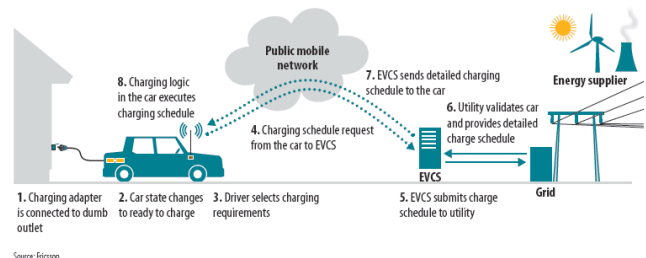 Public mobile
network
8. Charging logic
in the car executes
charging schedule
7. EVCS sends detailed charging
schedule to the car
Energy supplier
4. Charging schedule request
from the car to EVCS
6. Utility validates car
and provides detailed
charge schedule
EVCS
Grid
1. Charging adapter
is connected to dumb
outlet
2. Car state changes
to ready to charge
3. Driver selects charging
requirements
5. EVCS submits charge
schedule to utility
Source: Ericsson